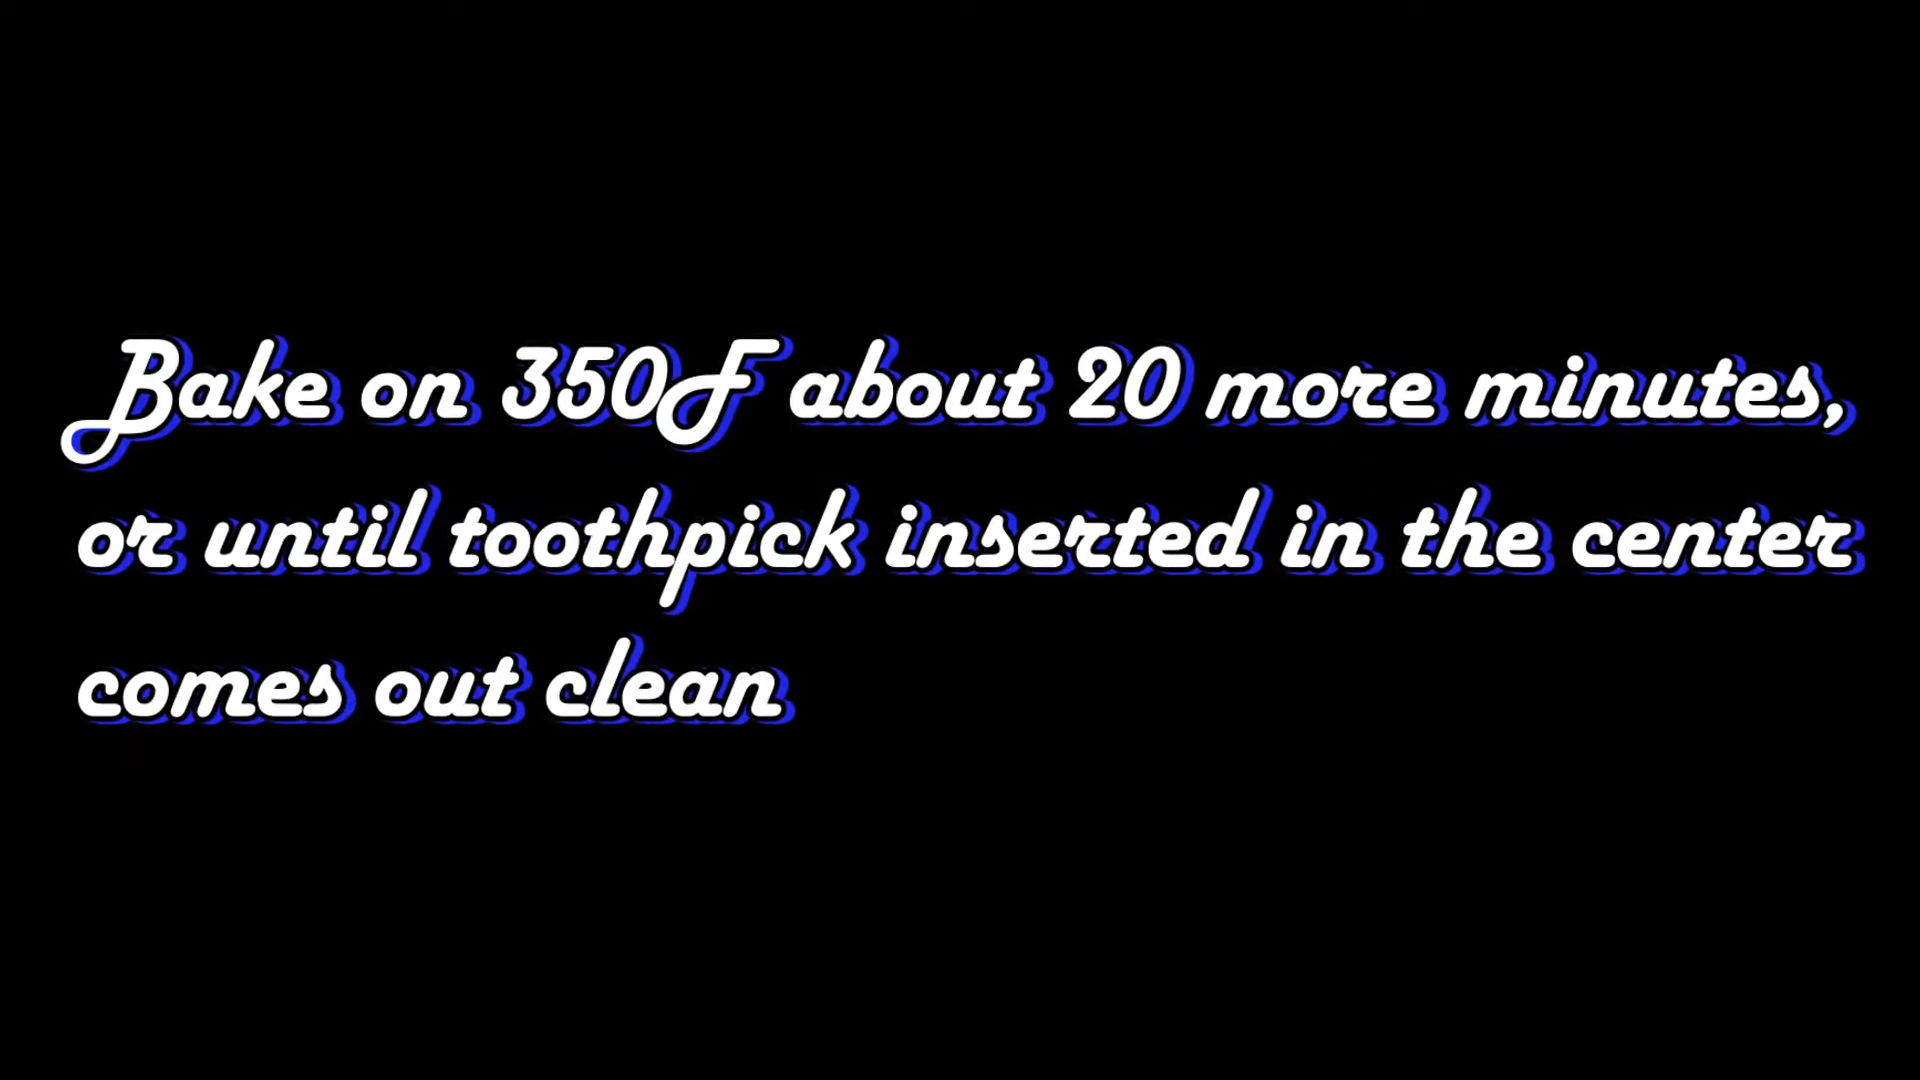 Bake on 350F about 20 more minutes,
or until toothpick inserted in the center
comes out clean